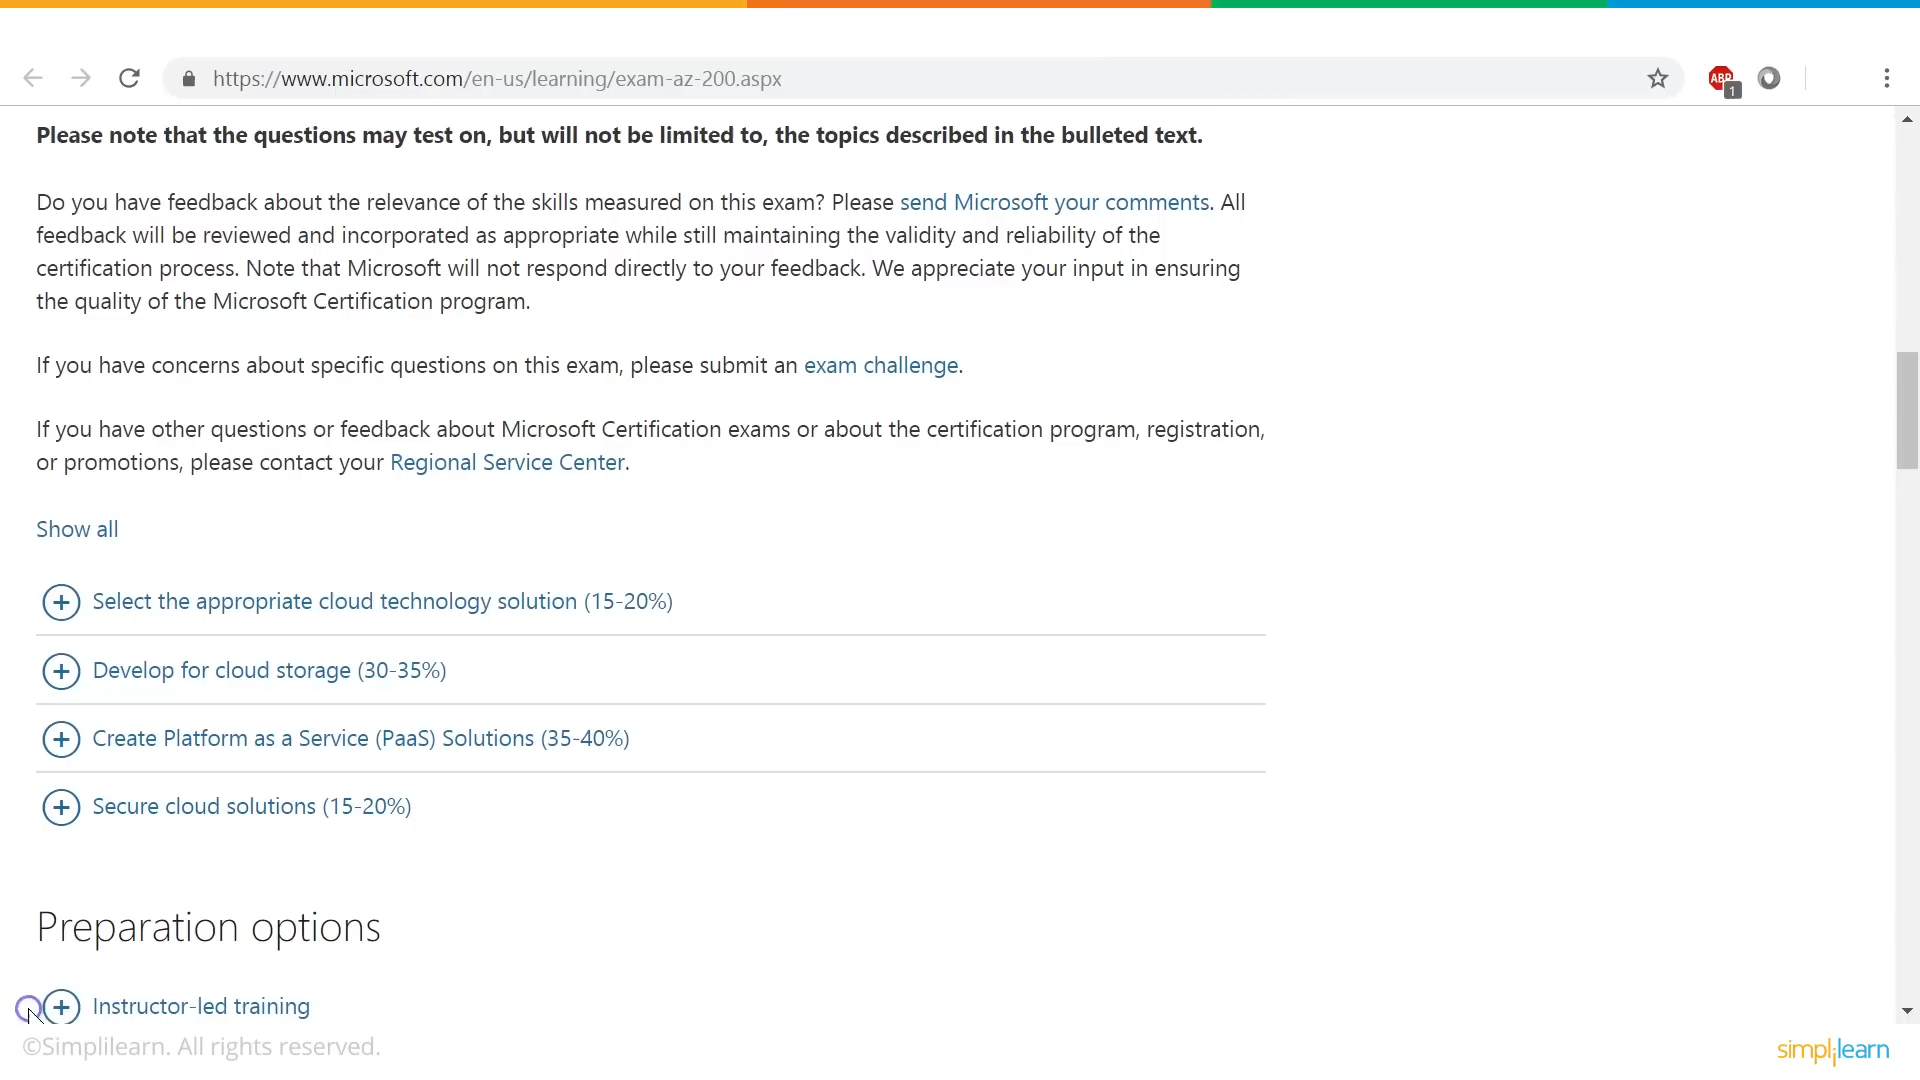 https://www.microsoft.com/en-us/learning/exam-az-200.aspx
ABP
1
Please note that the questions may test on, but will not be limited to, the topics described in the bulleted text.
Do you have feedback about the relevance of the skills measured on this exam? Please send Microsoft your comments. All
feedback will be reviewed and incorporated as appropriate while still maintaining the validity and reliability of the
certification process. Note that Microsoft will not respond directly to your feedback. We appreciate your input in ensuring
the quality of the Microsoft Certification program.
If you have concerns about specific questions on this exam, please submit an exam challenge.
If you have other questions or feedback about Microsoft Certification exams or about the certification program, registration,
or promotions, please contact your Regional Service Center.
Show all
Select the appropriate cloud technology solution (15-20%)
Develop for cloud storage (30-35%)
Create Platform as a Service (PaaS) Solutions (35-40%)
Secure cloud solutions (15-20%)
Preparation options
Instructor-led training
©Simplilearn. All rights reserved.
simplilearn